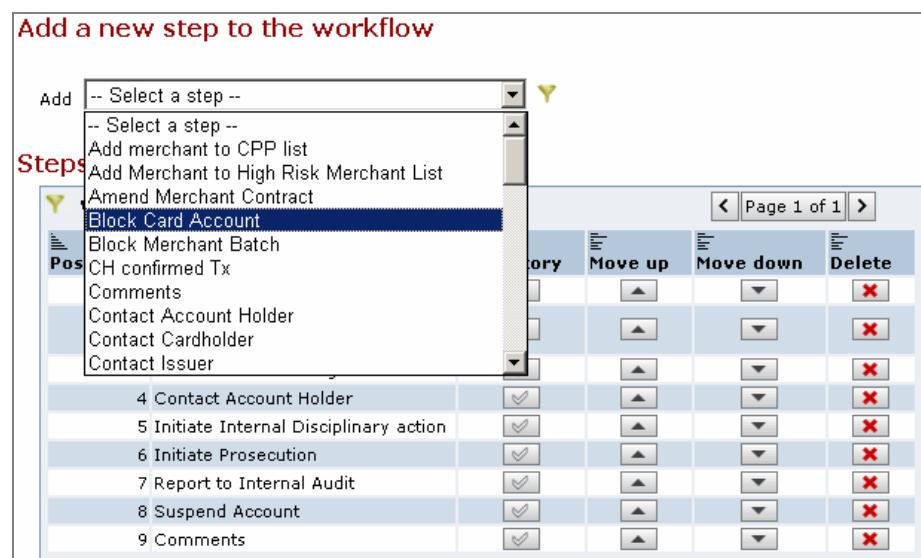 Add a new step to the workflow
Add -- Select a step --
-- Select a step --
Add merchant to CPP list
Steps
Add Merchant to High Risk Merchant List
Amend Merchant Contract
Page 1 of 1
Block Card Account
Block Merchant Batch
Pos ory Move up Move down Delete
CH confirmed Tx
Comments
Contact Account Holder
Contact Cardholder
Contact Issuer
4 Contact Account Holder
5 Initiate Internal Disciplinary action
6 Initiate Prosecution
7 Report to Internal Audit
8 Suspend Account
9 Comments